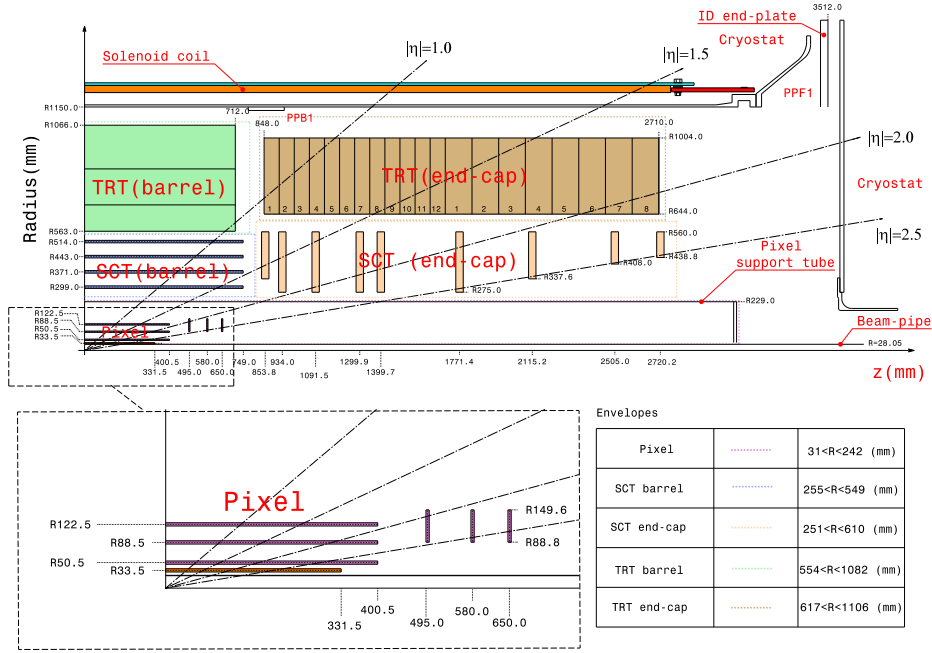 3512.0
ID end-plate
Cryostat
|η|=1.0
|η|=1.5
Solenoid coil
PPF1
R1150.0
712.0
PPB1
848.0
2710.0
R1066.0
R1004.0
|η|=2.0
TRT(barrel)
TRT(end-cap)
Cryostat
Radius(mm)
1 2 3 4 5 6 7 8 9 10 11 12 1 2 3 4 5 6 7 8
R644.0
R563.0
R560.0
R514.0
|η|=2.5
R443.0
R438.8
R408.0
Pixel
support tube
SCT(barrel)
SCT (end-cap)
R371.0
R337.6
R299.0
R275.0
R229.0
R122.5
R88.5
R50.5
R33.5
Pixel
Beam-pipe
R=28.05
400.5 580.0 749.0 934.0 1299.9 1771.4 2115.2 2505.0 2720.2
331.5 495.0 650.0 853.8 1091.5 1399.7
z(mm)
Envelopes
Pixel 31<R<242 (mm)
SCT barrel 255<R<549 (mm)
SCT end-cap 251<R<610 (mm)
TRT barrel 554<R<1082 (mm)
TRT end-cap 617<R<1106 (mm)
Pixel
R149.6
R122.5
R88.5
R88.8
R50.5
R33.5
400.5 580.0
331.5 495.0 650.0